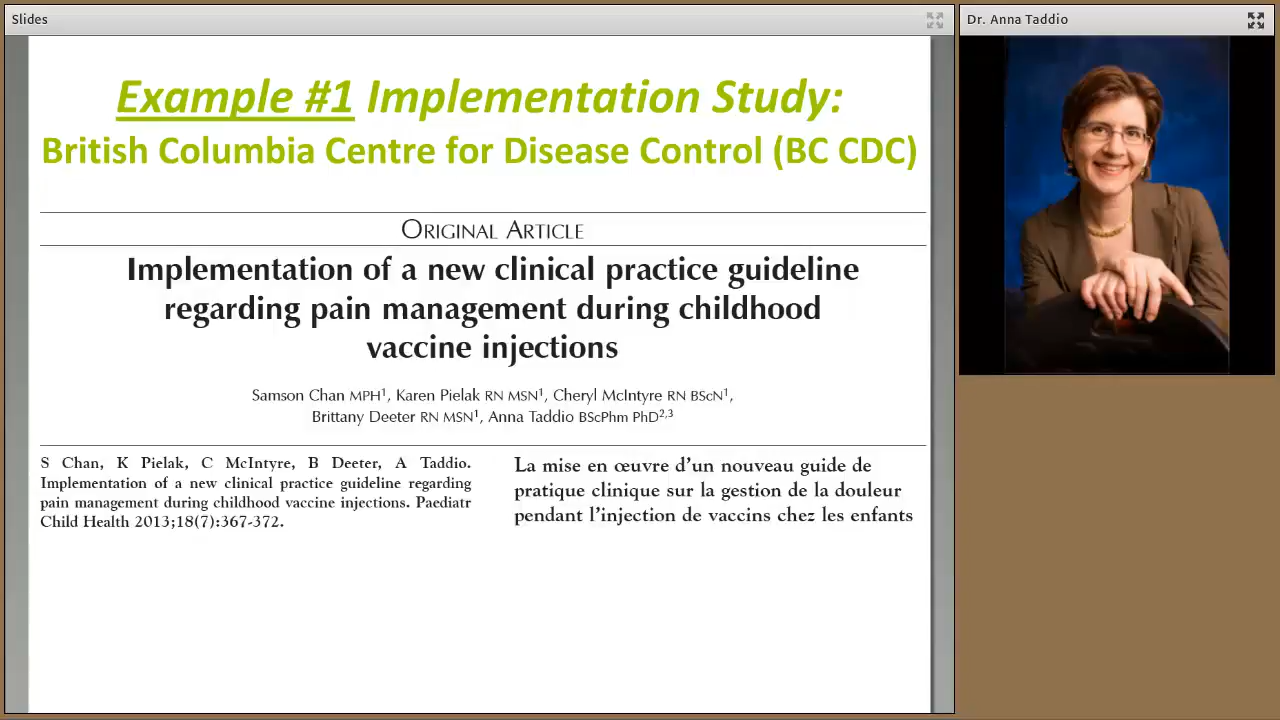 Slides
Dr. Anna Taddio
Example #1 Implementation Study:
British Columbia Centre for Disease Control (BC CDC)
ORIGINAL ARTICLE
Implementation of a new clinical practice guideline
regarding pain management during childhood
vaccine injections
Samson Chan MPH1, Karen Pielak RN MSN1, Cheryl McIntyre RN BScN1,
Brittany Deeter RN MSN1, Anna Taddio BScPhm PhD2,3
S Chan, K Pielak, C McIntyre, B Deeter, A Taddio.
Implementation of a new clinical practice guideline regarding
pain management during childhood vaccine injections. Paediatr
Child Health 2013;18(7):367-372.
La mise en œuvre d'un nouveau guide de
pratique clinique sur la gestion de la douleur
pendant l'injection de vaccins chez les enfants